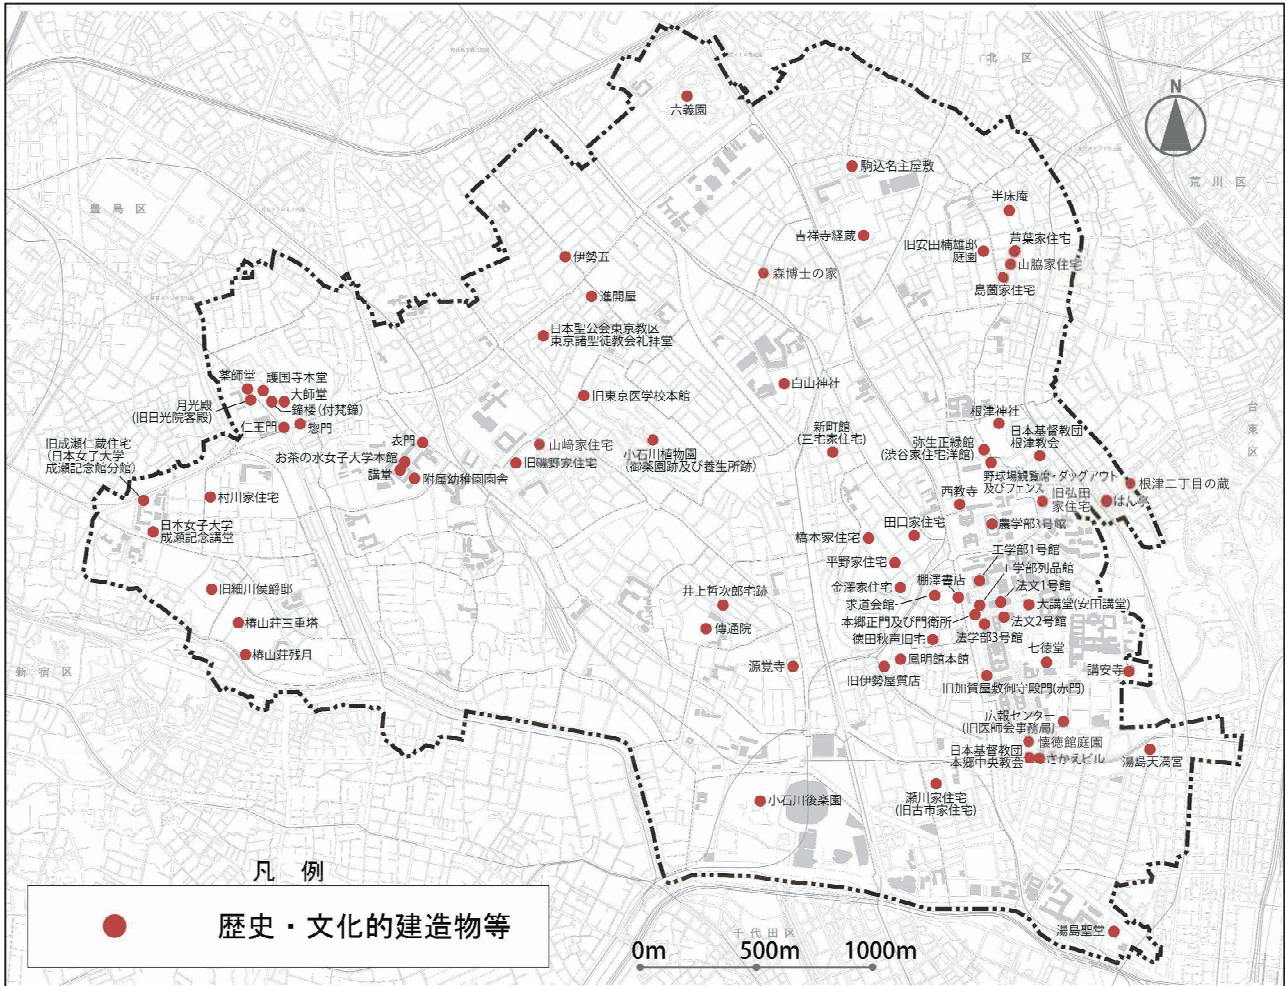 北区
N
六義園
駒込名主屋敷
荒川区
半床庵
豊島区
吉祥寺経蔵
旧安田楠雄邸
庭園
芦葉家住宅
山脇家住宅
島薗家住宅
伊勢五
森博士の家
進開屋
日本聖公会東京教区
東京諸聖徒教会礼拝堂
薬師堂
護国寺本堂
大師堂
月光殿
(旧日光院客殿)
鐘楼(付梵鐘)
仁王門
惣門
旧東京医学校本館
白山神社
根津神社
台東区
新町館
(三宅家住宅)
弥生正緑館
(渋谷家住宅洋館)
日本基督教団
根津教会
旧成瀬仁蔵住宅
(日本女子大学
成瀬記念館分館)
表門
お茶の水女子大学本館
講堂
附属幼稚園園舎
山﨑家住宅
旧磯野家住宅
小石川植物園
(御薬園跡及び養生所跡)
野球場観覧席・ダッグアウト
及びフェンス
根津二丁目の蔵
旧弘田
家住宅
はん亭
村川家住宅
西教寺
日本女子大学
成瀬記念講堂
田口家住宅
農学部3号館
橋本家住宅
平野家住宅
工学部1号館
工学部列品館
法文1号館
旧細川侯爵邸
金澤家住宅
棚澤書店
井上哲次郎宅跡
求道会館
大講堂(安田講堂)
椿山荘三重塔
本郷正門及び門衛所
法文2号館
傳通院
徳田秋声旧宅
法学部3号館
椿山荘残月
七徳堂
新宿区
源覚寺
鳳明館本館
旧伊勢屋質店
講安寺
旧加賀屋敷御守殿門(赤門)
広報センター
(旧医師会事務局)
懐徳館庭園
日本基督教団
本郷中央教会
さかえビル
湯島天満宮
小石川後楽園
瀬川家住宅
(旧古市家住宅)
凡例
歴史・文化的建造物等
千代田区
湯島聖堂
0m 500m 1000m